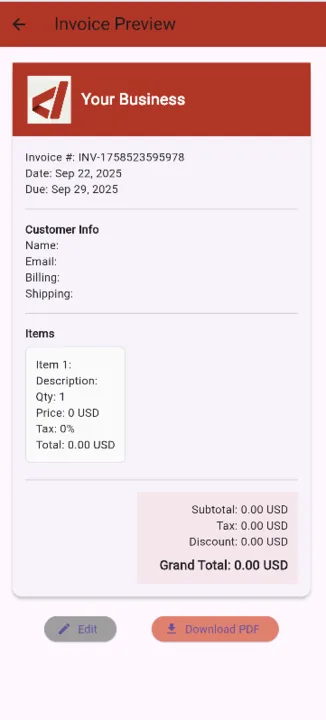 Invoice Preview
Your Business
Invoice #: INV-1758523595978
Date: Sep 22, 2025
Due: Sep 29, 2025
Customer Info
Name:
Email:
Billing:
Shipping:
Items
Item 1:
Description:
Qty: 1
Price: 0 USD
Tax: 0%
Total: 0.00 USD
Subtotal: 0.00 USD
Tax: 0.00 USD
Discount: 0.00 USD
Grand Total: 0.00 USD
Edit
Download PDF